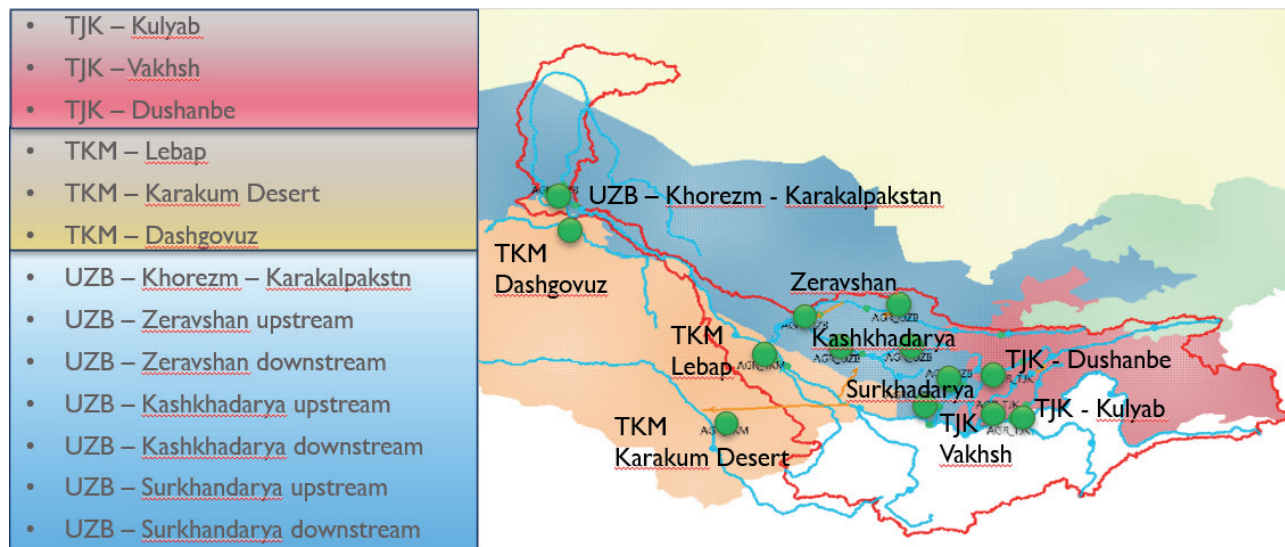 • TJK – Kulyab
• TJK – Vakhsh
• TJK – Dushanbe
• TKM – Lebap
• TKM – Karakum Desert
• TKM – Dashgovuz
• UZB – Khorezm – Karakalpakstn
• UZB – Zeravshan upstream
• UZB – Zeravshan downstream
• UZB – Kashkhadarya upstream
• UZB – Kashkhadarya downstream
• UZB – Surkhandarya upstream
• UZB – Surkhandarya downstream
UZB – Khorezm - Karakalpakstan
TKM
Dashgovuz
Zeravshan
Kashkhadarya
TKM
Lebap
TJK - Dushanbe
Surkhadarya
TJK - Kulyab
TJK
Vakhsh
TKM
Karakum Desert